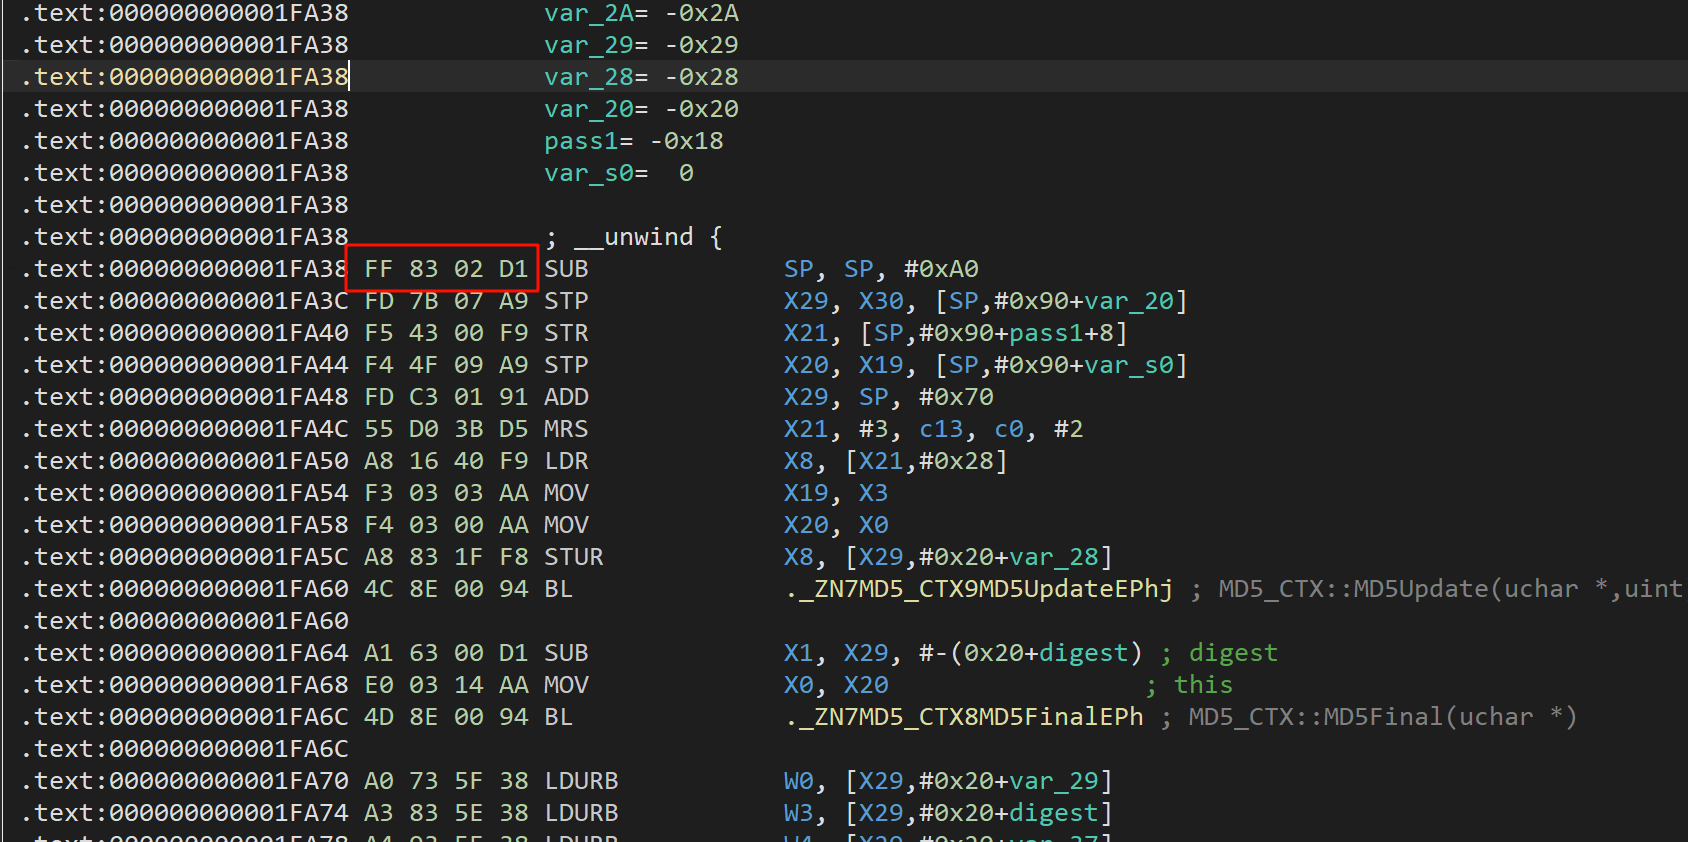 .text:000000000001FA38 var_2A= -0x2A
.text:000000000001FA38 var_29= -0x29
.text:000000000001FA38 var_28= -0x28
.text:000000000001FA38 var_20= -0x20
.text:000000000001FA38 pass1= -0x18
.text:000000000001FA38 var_s0= 0
.text:000000000001FA38
.text:000000000001FA38 ; __unwind {
.text:000000000001FA38 FF 83 02 D1 SUB SP, SP, #0xA0
.text:000000000001FA3C FD 7B 07 A9 STP X29, X30, [SP,#0x90+var_20]
.text:000000000001FA40 F5 43 00 F9 STR X21, [SP,#0x90+pass1+8]
.text:000000000001FA44 F4 4F 09 A9 STP X20, X19, [SP,#0x90+var_s0]
.text:000000000001FA48 FD C3 01 91 ADD X29, SP, #0x70
.text:000000000001FA4C 55 D0 3B D5 MRS X21, #3, c13, c0, #2
.text:000000000001FA50 A8 16 40 F9 LDR X8, [X21,#0x28]
.text:000000000001FA54 F3 03 03 AA MOV X19, X3
.text:000000000001FA58 F4 03 00 AA MOV X20, X0
.text:000000000001FA5C A8 83 1F F8 STUR X8, [X29,#0x20+var_28]
.text:000000000001FA60 4C 8E 00 94 BL ._ZN7MD5_CTX9MD5UpdateEPhj ; MD5_CTX::MD5Update(uchar *,uint
.text:000000000001FA60
.text:000000000001FA64 A1 63 00 D1 SUB X1, X29, #-(0x20+digest) ; digest
.text:000000000001FA68 E0 03 14 AA MOV X0, X20 ; this
.text:000000000001FA6C 4D 8E 00 94 BL ._ZN7MD5_CTX8MD5FinalEPh ; MD5_CTX::MD5Final(uchar *)
.text:000000000001FA6C
.text:000000000001FA70 A0 73 5F 38 LDURB W0, [X29,#0x20+var_29]
.text:000000000001FA74 A3 83 5E 38 LDURB W3, [X29,#0x20+digest]